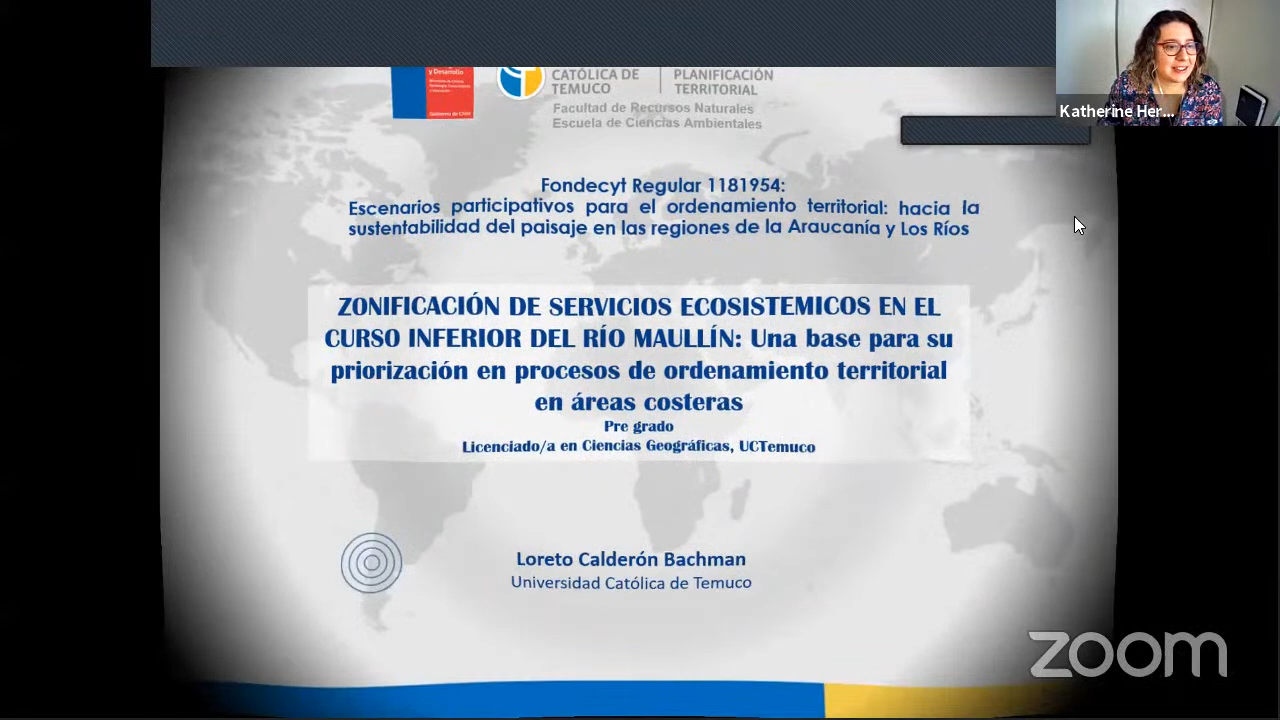 y Desarrollo
Gobierno de Chile
CATÓLICA DE
TEMUCO
PLANIFICACIÓN
TERRITORIAL
Facultad de Recursos Naturales
Escuela de Ciencias Ambientales
Katherine Her...
Fondecyt Regular 1181954:
Escenarios participativos para el ordenamiento territorial: hacia la
sustentabilidad del paisaje en las regiones de la Araucanía y Los Ríos
ZONIFICACIÓN DE SERVICIOS ECOSISTEMICOS EN EL
CURSO INFERIOR DEL RÍO MAULLÍN: Una base para su
priorización en procesos de ordenamiento territorial
en áreas costeras
Pre grado
Licenciado/a en Ciencias Geográficas, UCTemuco
Loreto Calderón Bachman
Universidad Católica de Temuco
zoom